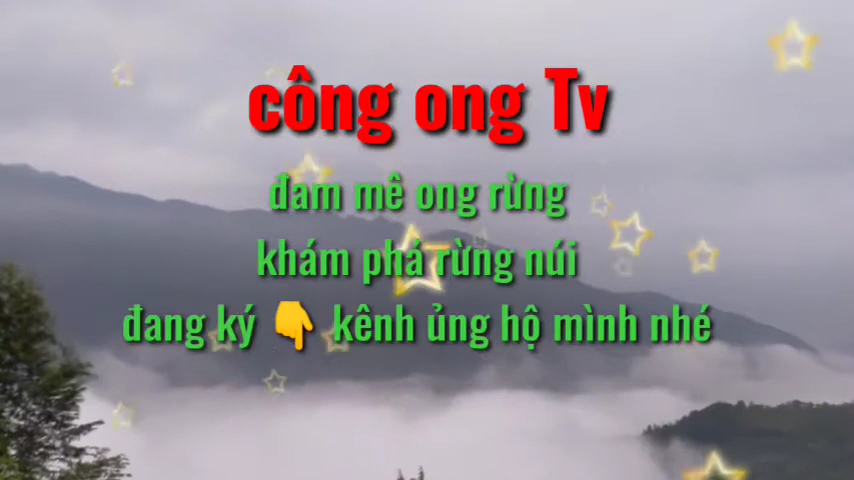 công ong Tv
đam mê ong rừng
khám phá rừng núi
đang ký 👇 kênh ủng hộ mình nhé